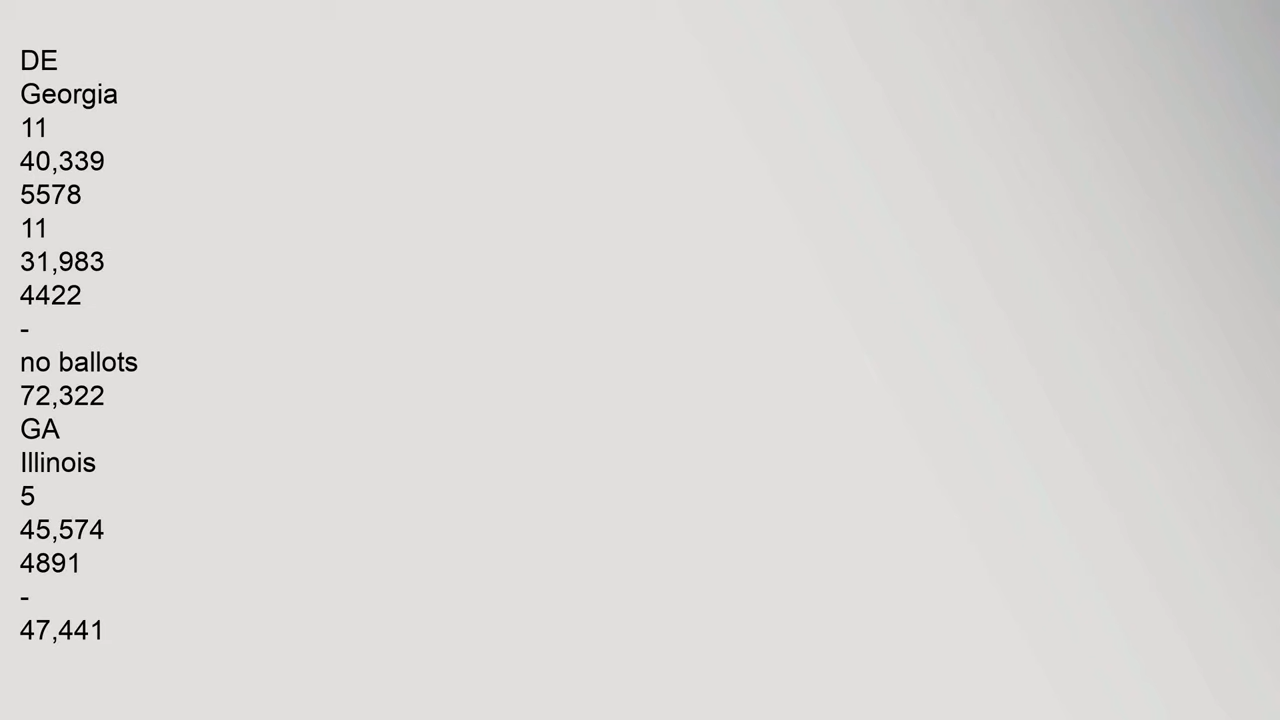 DE
Georgia
11
40,339
5578
11
31,983
4422
-
no ballots
72,322
GA
Illinois
5
45,574
4891
-
47,441